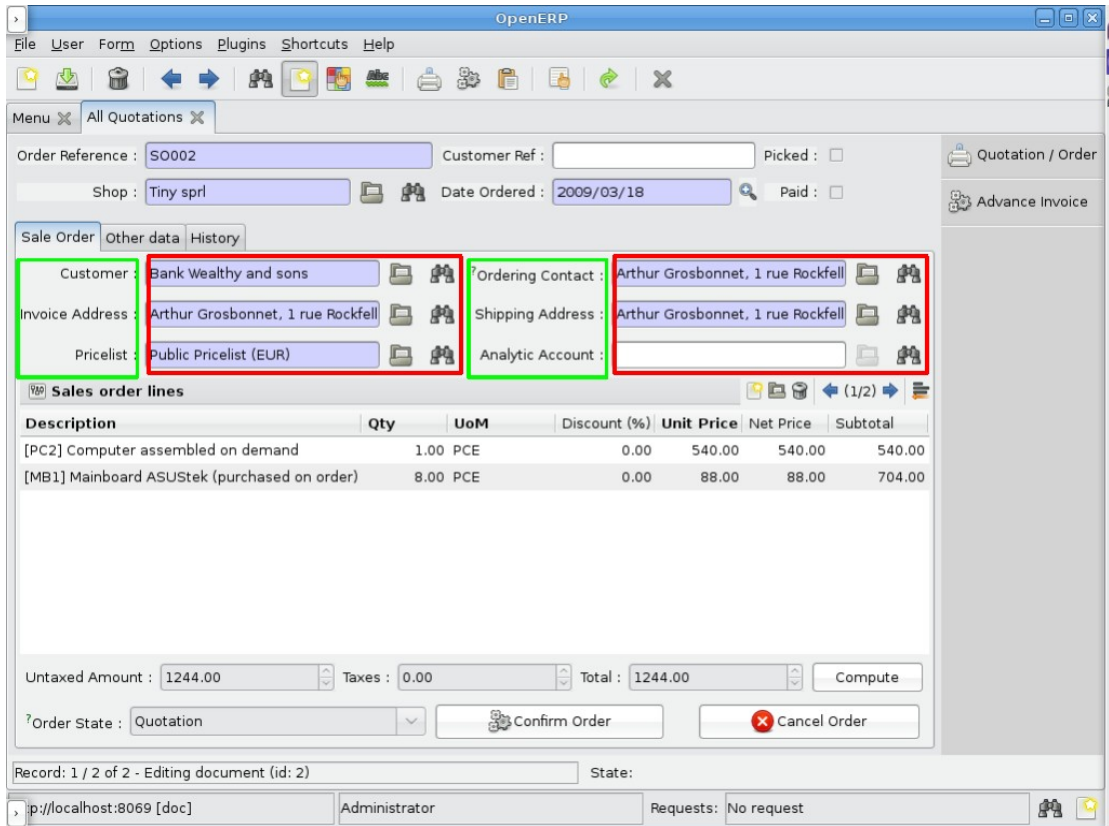 OpenERP
File User Form Options Plugins Shortcuts Help
Menu All Quotations
Order Reference : SO002 Customer Ref : Picked :
Quotation / Order
Shop : Tiny sprl Date Ordered : 2009/03/18 Paid :
Advance Invoice
Sale Order Other data History
Customer : Bank Wealthy and sons ?Ordering Contact : Arthur Grosbonnet, 1 rue Rockfell
Invoice Address : Arthur Grosbonnet, 1 rue Rockfell Shipping Address : Arthur Grosbonnet, 1 rue Rockfell
Pricelist : Public Pricelist (EUR) Analytic Account :
Sales order lines (1/2)
Description Qty UoM Discount (%) Unit Price Net Price Subtotal
[PC2] Computer assembled on demand 1.00 PCE 0.00 540.00 540.00 540.00
[MB1] Mainboard ASUStek (purchased on order) 8.00 PCE 0.00 88.00 88.00 704.00
Untaxed Amount : 1244.00 Taxes : 0.00 Total : 1244.00 Compute
?Order State : Quotation Confirm Order Cancel Order
Record: 1 / 2 of 2 - Editing document (id: 2) State:
p://localhost:8069 [doc] Administrator Requests: No request